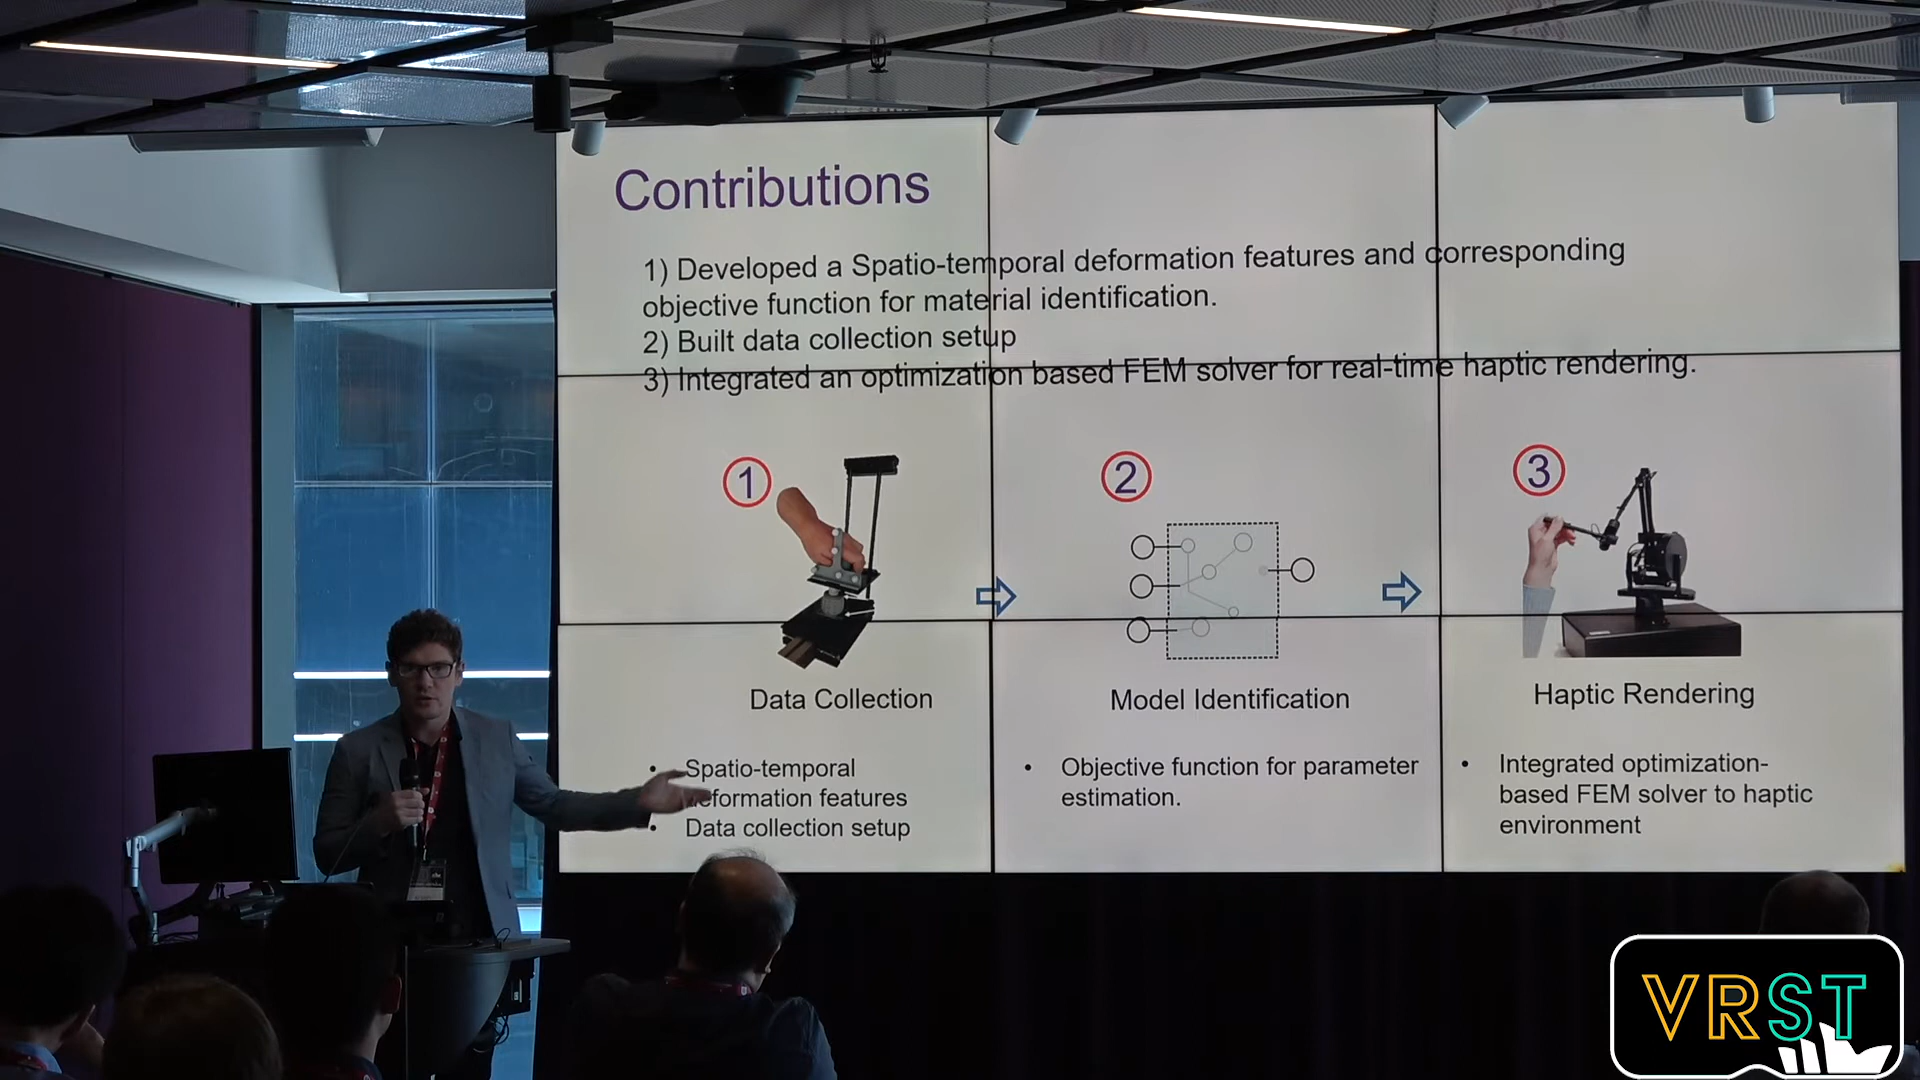 Contributions
1) Developed a Spatio-temporal deformation features and corresponding
objective function for material identification.
2) Built data collection setup
3) Integrated an optimization based FEM solver for real-time haptic rendering.
1
2
3
Data Collection
Model Identification
Haptic Rendering
• Spatio-temporal
deformation features
• Data collection setup
• Objective function for parameter
estimation.
• Integrated optimization-
based FEM solver to haptic
environment
VRST